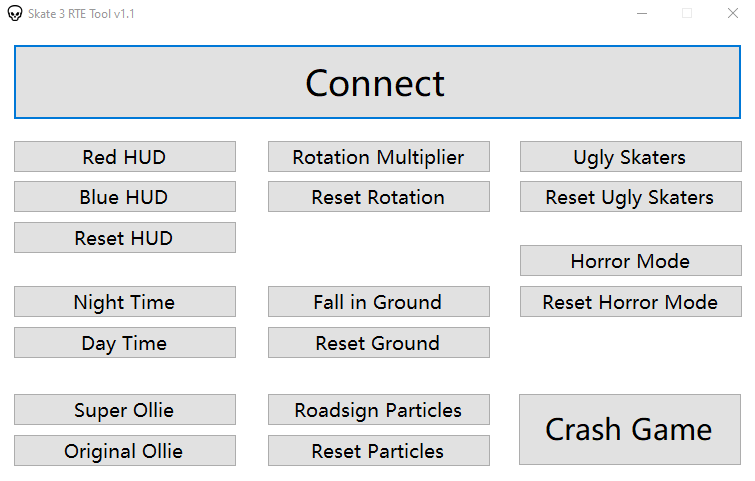 Skate 3 RTE Tool v1.1
Connect
Red HUD
Rotation Multiplier
Ugly Skaters
Blue HUD
Reset Rotation
Reset Ugly Skaters
Reset HUD
Horror Mode
Night Time
Fall in Ground
Reset Horror Mode
Day Time
Reset Ground
Super Ollie
Roadsign Particles
Crash Game
Original Ollie
Reset Particles